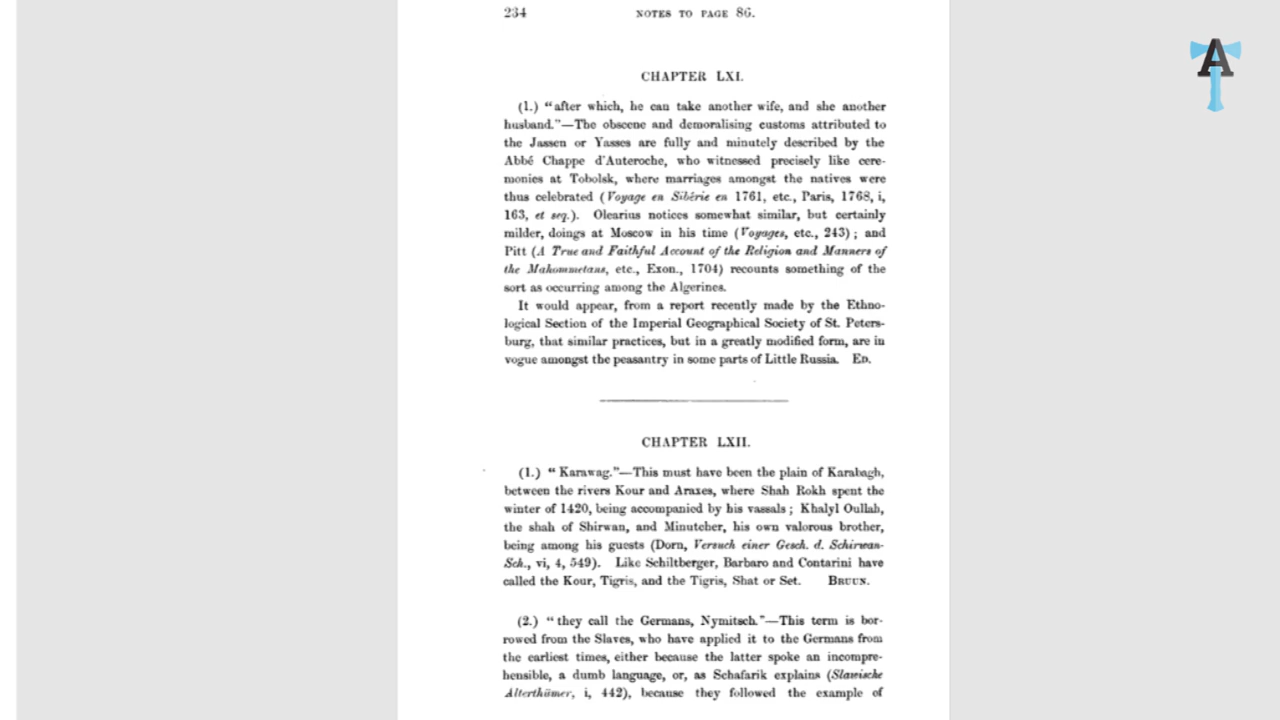 234 NOTES TO PAGE 86.
CHAPTER LXI.
(1.) “after which, he can take another wife, and she another
husband.”—The obscene and demoralising customs attributed to
the Jassen or Yasses are fully and minutely described by the
Abbé Chappe d'Auteroche, who witnessed precisely like cere-
monies at Tobolsk, where marriages amongst the natives were
thus celebrated (Voyage en Sibérie en 1761, etc., Paris, 1768, i,
163, et seq.). Olearius notices somewhat similar, but certainly
milder, doings at Moscow in his time (Voyages, etc., 243) ; and
Pitt (A True and Faithful Account of the Religion and Manners of
the Mahommetans, etc., Exon., 1704) recounts something of the
sort as occurring among the Algerines.
It would appear, from a report recently made by the Ethno-
logical Section of the Imperial Geographical Society of St. Peters-
burg, that similar practices, but in a greatly modified form, are in
vogue amongst the peasantry in some parts of Little Russia. ED.
CHAPTER LXII.
(1.) “ Karawag.”—This must have been the plain of Karabagh,
between the rivers Kour and Araxes, where Shah Rokh spent the
winter of 1420, being accompanied by his vassals ; Khalyl Oullah,
the shah of Shirwan, and Minutcher, his own valorous brother,
being among his guests (Dorn, Versuch einer Gesch. d. Schirwan-
Sch., vi, 4, 549). Like Schiltberger, Barbaro and Contarini have
called the Kour, Tigris, and the Tigris, Shat or Set. BRUUN.
(2.) “ they call the Germans, Nymitsch.”—This term is bor-
rowed from the Slaves, who have applied it to the Germans from
the earliest times, either because the latter spoke an incompre-
hensible, a dumb language, or, as Schafarik explains (Slawische
Alterthümer, i, 442), because they followed the example of
A